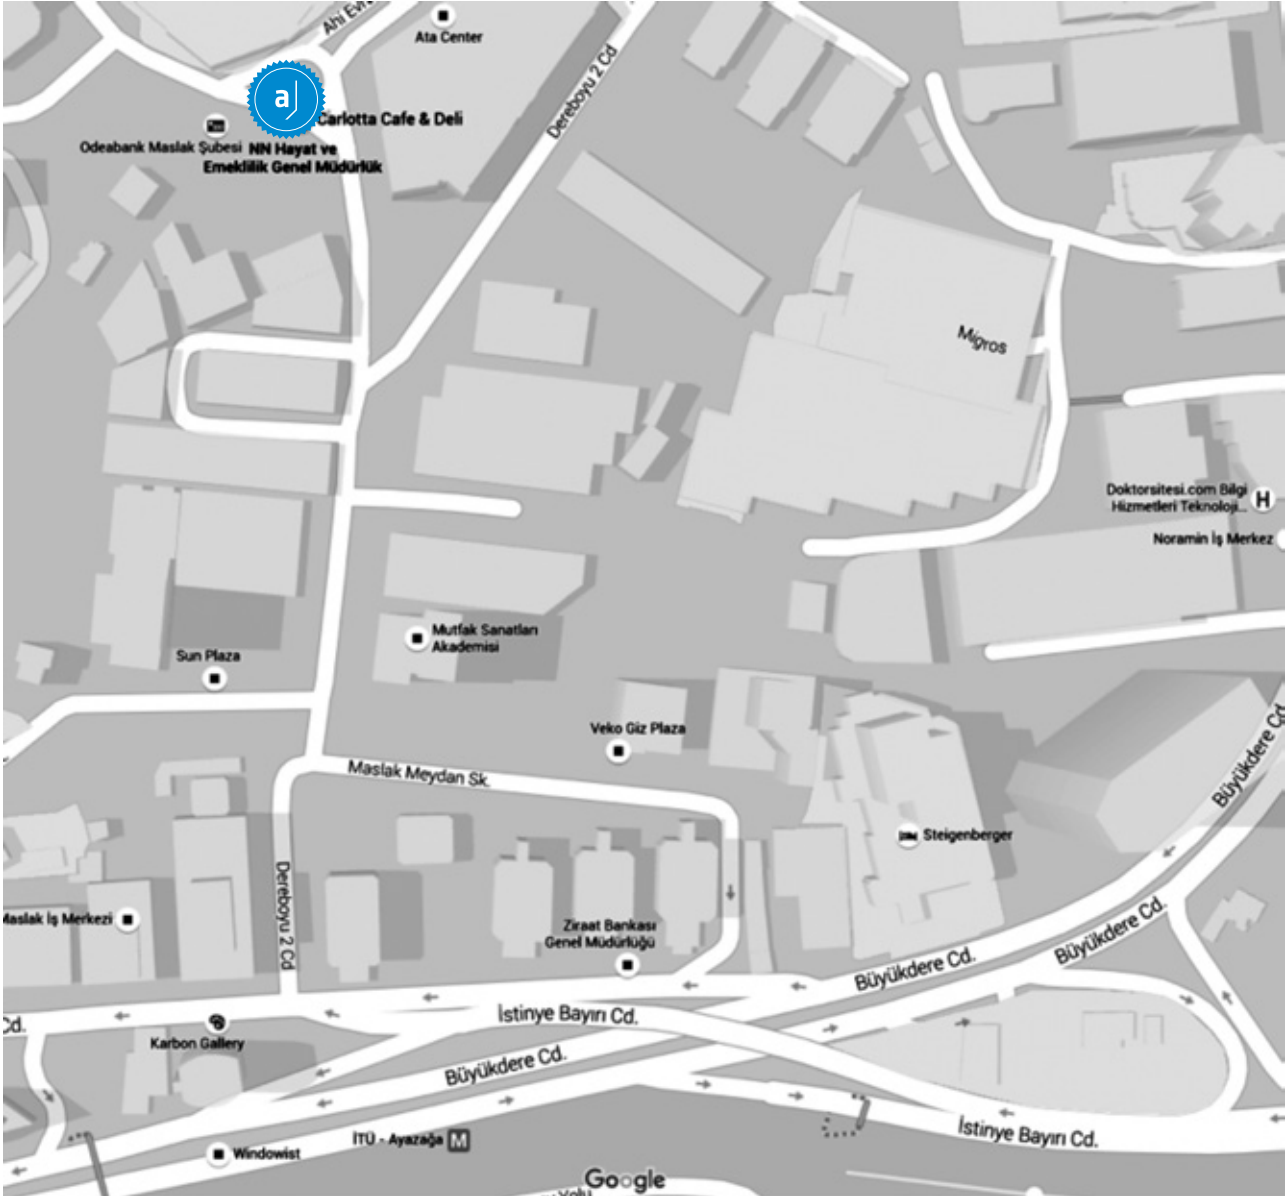 Ahi Evr
Ata Center
a
Carlotta Cafe & Deli
Odeabank Maslak Şubesi
NN Hayat ve
Emeklilik Genel Müdürlük
Dereboyu 2 Cd
Migros
Doktorsitesi.com Bilgi
Hizmetleri Teknoloji...
H
Noramin İş Merkez
Mutfak Sanatları
Akademisi
Sun Plaza
Veko Giz Plaza
Maslak Meydan Sk.
Büyükdere Cd.
Steigenberger
Dereboyu 2 Cd
Maslak İş Merkezi
Ziraat Bankası
Genel Müdürlüğü
Büyükdere Cd.
Büyükdere Cd.
Cd.
İstinye Bayırı Cd.
Karbon Gallery
Büyükdere Cd.
İstinye Bayırı Cd.
İTÜ - Ayazağa M
Windowist
Google
Yolu